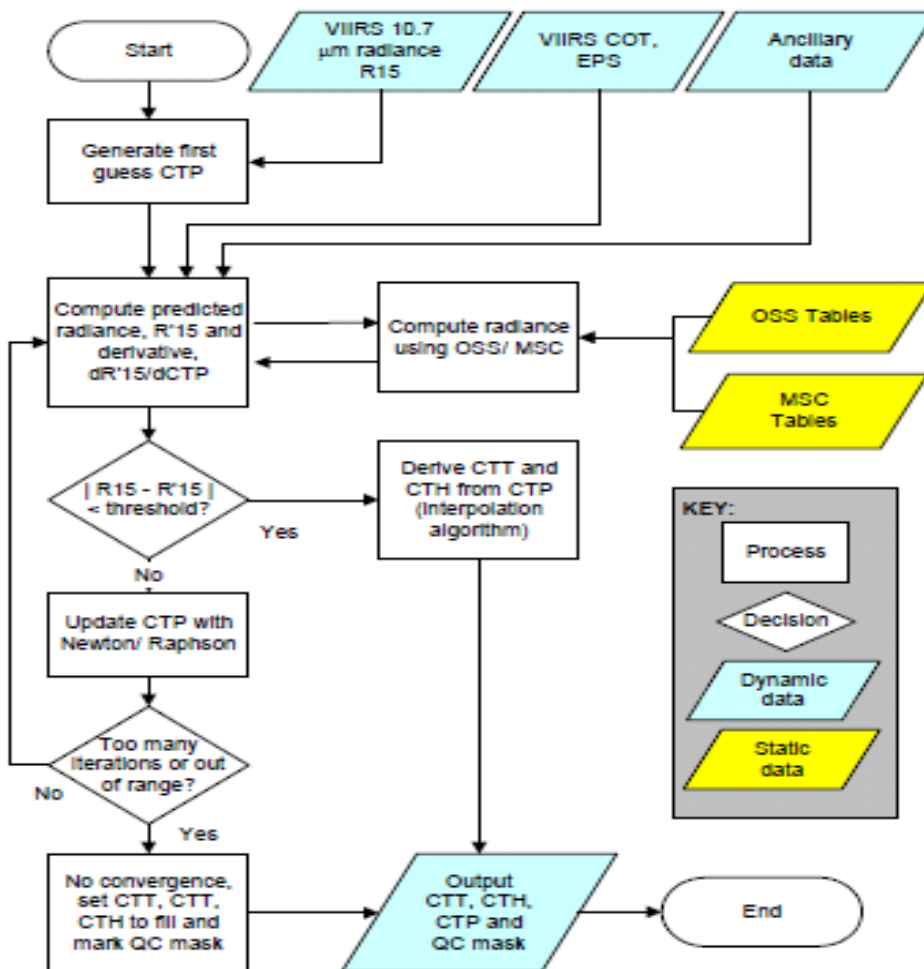 Start
VIIRS 10.7
µm radiance
R15
VIIRS COT,
EPS
Ancillary
data
Generate first
guess CTP
Compute predicted
radiance, R'15 and
derivative,
dR'15/dCTP
Compute radiance
using OSS/ MSC
OSS Tables
MSC
Tables
| R15 - R'15 |
< threshold?
Yes
No
Derive CTT and
CTH from CTP
(Interpolation
algorithm)
Update CTP with
Newton/ Raphson
Too many
iterations or out
of range?
No
Yes
No convergence,
set CTT, CTT,
CTH to fill and
mark QC mask
Output
CTT, CTH,
CTP and
QC mask
End
KEY:
Process
Decision
Dynamic
data
Static
data